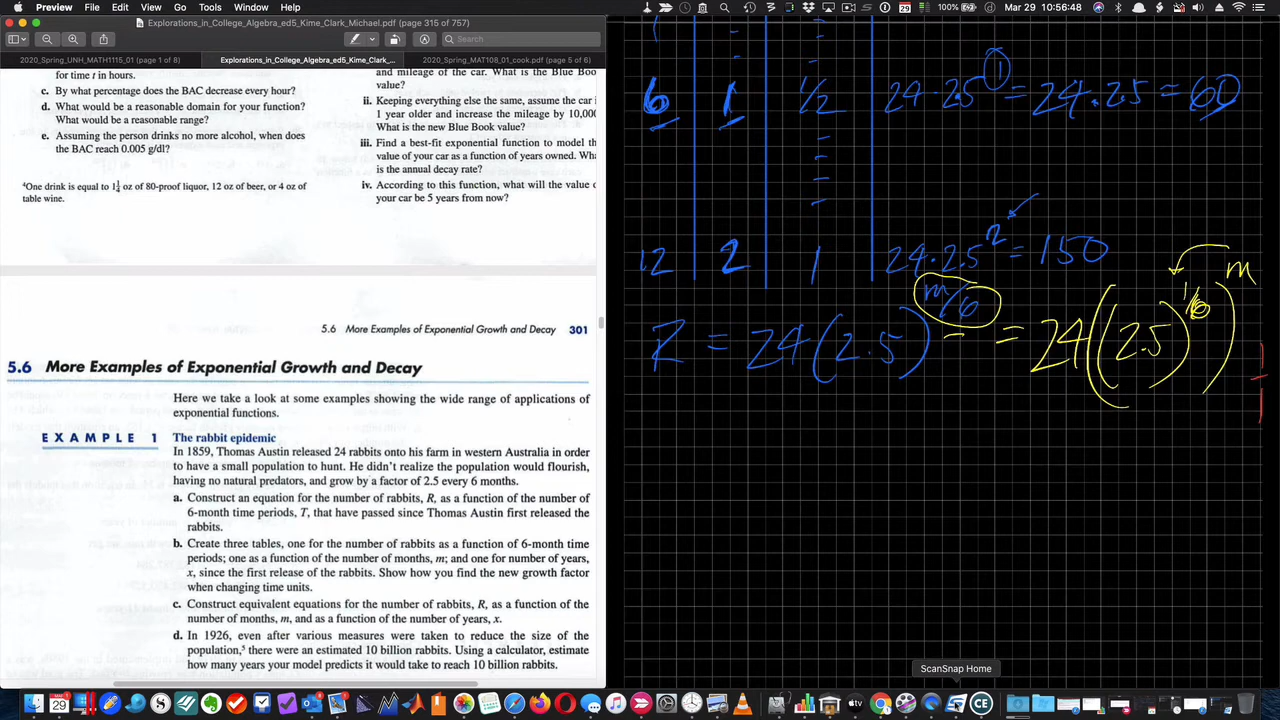 Preview File Edit View Go Tools Window Help
29
100%
Mar 29 10:56:48
Explorations_in_College_Algebra_ed5_Kime_Clark_Michael.pdf (page 315 of 757)
Search
2020_Spring_UNH_MATH1115_01 (page 1 of 8)
Explorations_in_College_Algebra_ed5_Kime_Clark_Michael.pdf (...
2020_Spring_MAT108_01_cook.pdf (page 5 of 6)
for time t in hours.
c. By what percentage does the BAC decrease every hour?
d. What would be a reasonable domain for your function?
What would be a reasonable range?
e. Assuming the person drinks no more alcohol, when does
the BAC reach 0.005 g/dl?
⁴One drink is equal to 1¼ oz of 80-proof liquor, 12 oz of beer, or 4 oz of
table wine.
and mileage of the car. What is the Blue Boo
value?
ii. Keeping everything else the same, assume the car i
1 year older and increase the mileage by 10,000
What is the new Blue Book value?
iii. Find a best-fit exponential function to model th
value of your car as a function of years owned. Wha
is the annual decay rate?
iv. According to this function, what will the value o
your car be 5 years from now?
5.6 More Examples of Exponential Growth and Decay 301
5.6 More Examples of Exponential Growth and Decay
Here we take a look at some examples showing the wide range of applications of
exponential functions.
EXAMPLE 1 The rabbit epidemic
In 1859, Thomas Austin released 24 rabbits onto his farm in western Australia in order
to have a small population to hunt. He didn't realize the population would flourish,
having no natural predators, and grow by a factor of 2.5 every 6 months.
a. Construct an equation for the number of rabbits, R, as a function of the number of
6-month time periods, T, that have passed since Thomas Austin first released the
rabbits.
b. Create three tables, one for the number of rabbits as a function of 6-month time
periods; one as a function of the number of months, m; and one for number of years,
x, since the first release of the rabbits. Show how you find the new growth factor
when changing time units.
c. Construct equivalent equations for the number of rabbits, R, as a function of the
number of months, m, and as a function of the number of years, x.
d. In 1926, even after various measures were taken to reduce the size of the
population,⁵ there were an estimated 10 billion rabbits. Using a calculator, estimate
how many years your model predicts it would take to reach 10 billion rabbits.
6 1 1/2 24·2.5^1 = 24·2.5 = 60
12 2 1 24·2.5^2 = 150
R = 24(2.5)^m/6 = 24((2.5)^1/6)^m
ScanSnap Home
MAR
29
CE